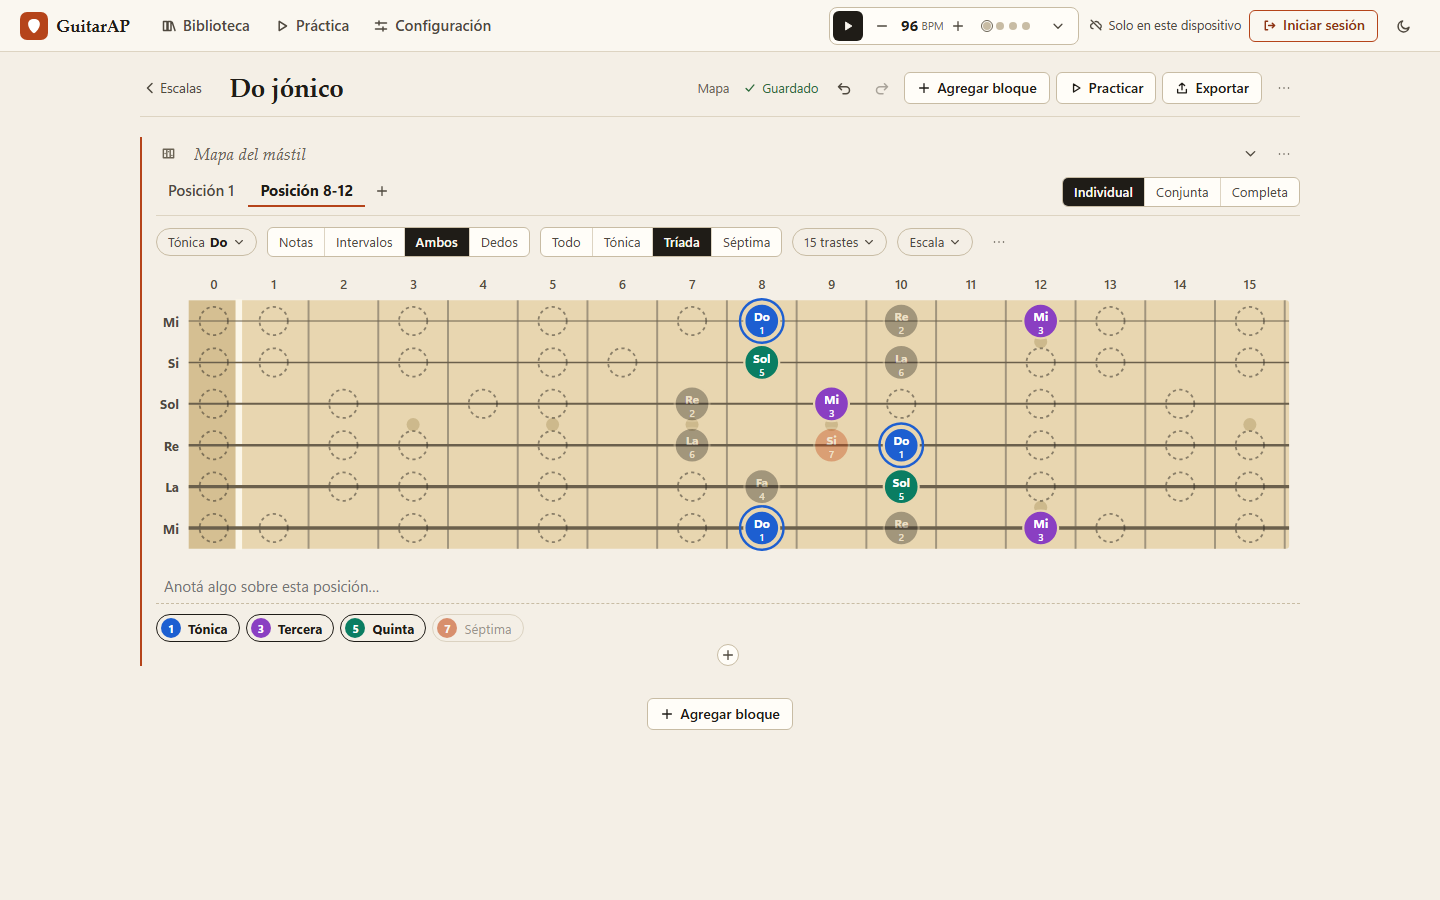 GuitarAP Biblioteca Práctica Configuración 96 BPM Solo en este dispositivo Iniciar sesión
Escalas Do jónico Mapa Guardado Agregar bloque Practicar Exportar ...
Mapa del mástil ...
Posición 1 Posición 8-12 + Individual Conjunta Completa
Tónica Do Notas Intervalos Ambos Dedos Todo Tónica Tríada Séptima 15 trastes Escala ...
0 1 2 3 4 5 6 7 8 9 10 11 12 13 14 15
Mi Do 1 Re 2 Mi 3
Si Sol 5 La 6
Sol Re 2 Mi 3
Re La 6 Si 7 Do 1
La Fa 4 Sol 5
Mi Do 1 Re 2 Mi 3
Anotá algo sobre esta posición...
1 Tónica 3 Tercera 5 Quinta 7 Séptima
+
+ Agregar bloque